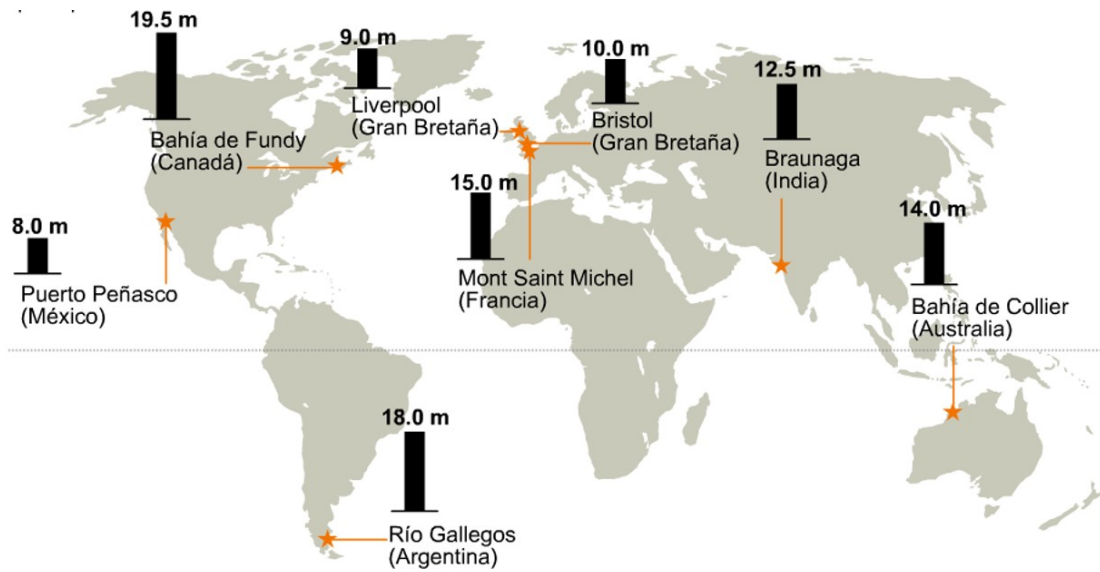 19.5 m
Bahía de Fundy
(Canadá)
9.0 m
Liverpool
(Gran Bretaña)
10.0 m
Bristol
(Gran Bretaña)
12.5 m
Braunaga
(India)
8.0 m
Puerto Peñasco
(México)
15.0 m
Mont Saint Michel
(Francia)
14.0 m
Bahía de Collier
(Australia)
18.0 m
Río Gallegos
(Argentina)